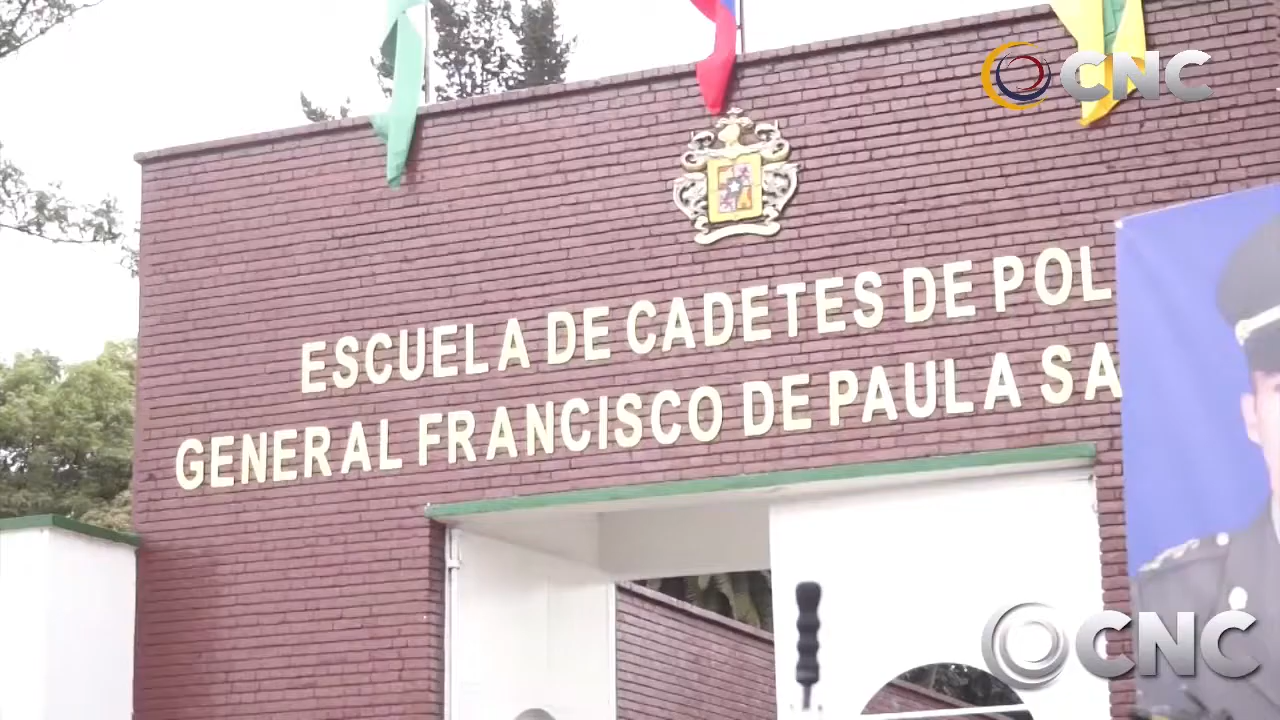 CNC
ESCUELA DE CADETES DE POL
GENERAL FRANCISCO DE PAULA SA
CNC